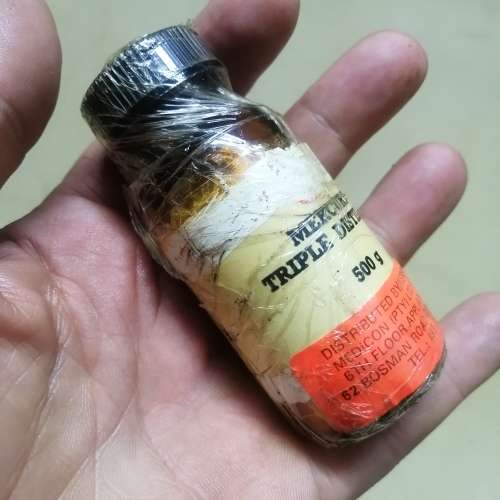 TRIPLE
500 g
DISTRIBUTED BY
MEDICON PTY
6TH FLOOR
62 BOSMAN
TEL.